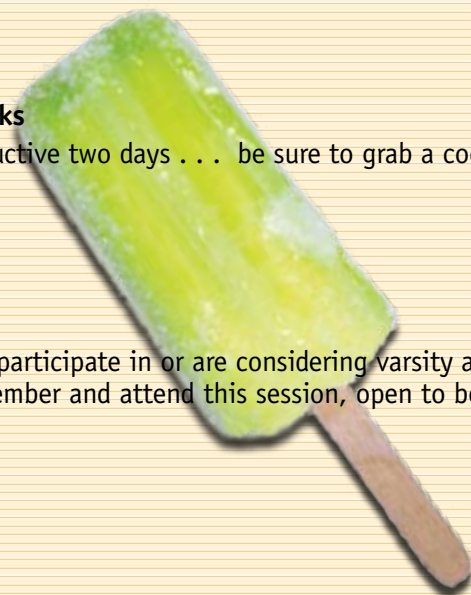 ks
uctive two days . . . be sure to grab a coo
participate in or are considering varsity a
ember and attend this session, open to bo